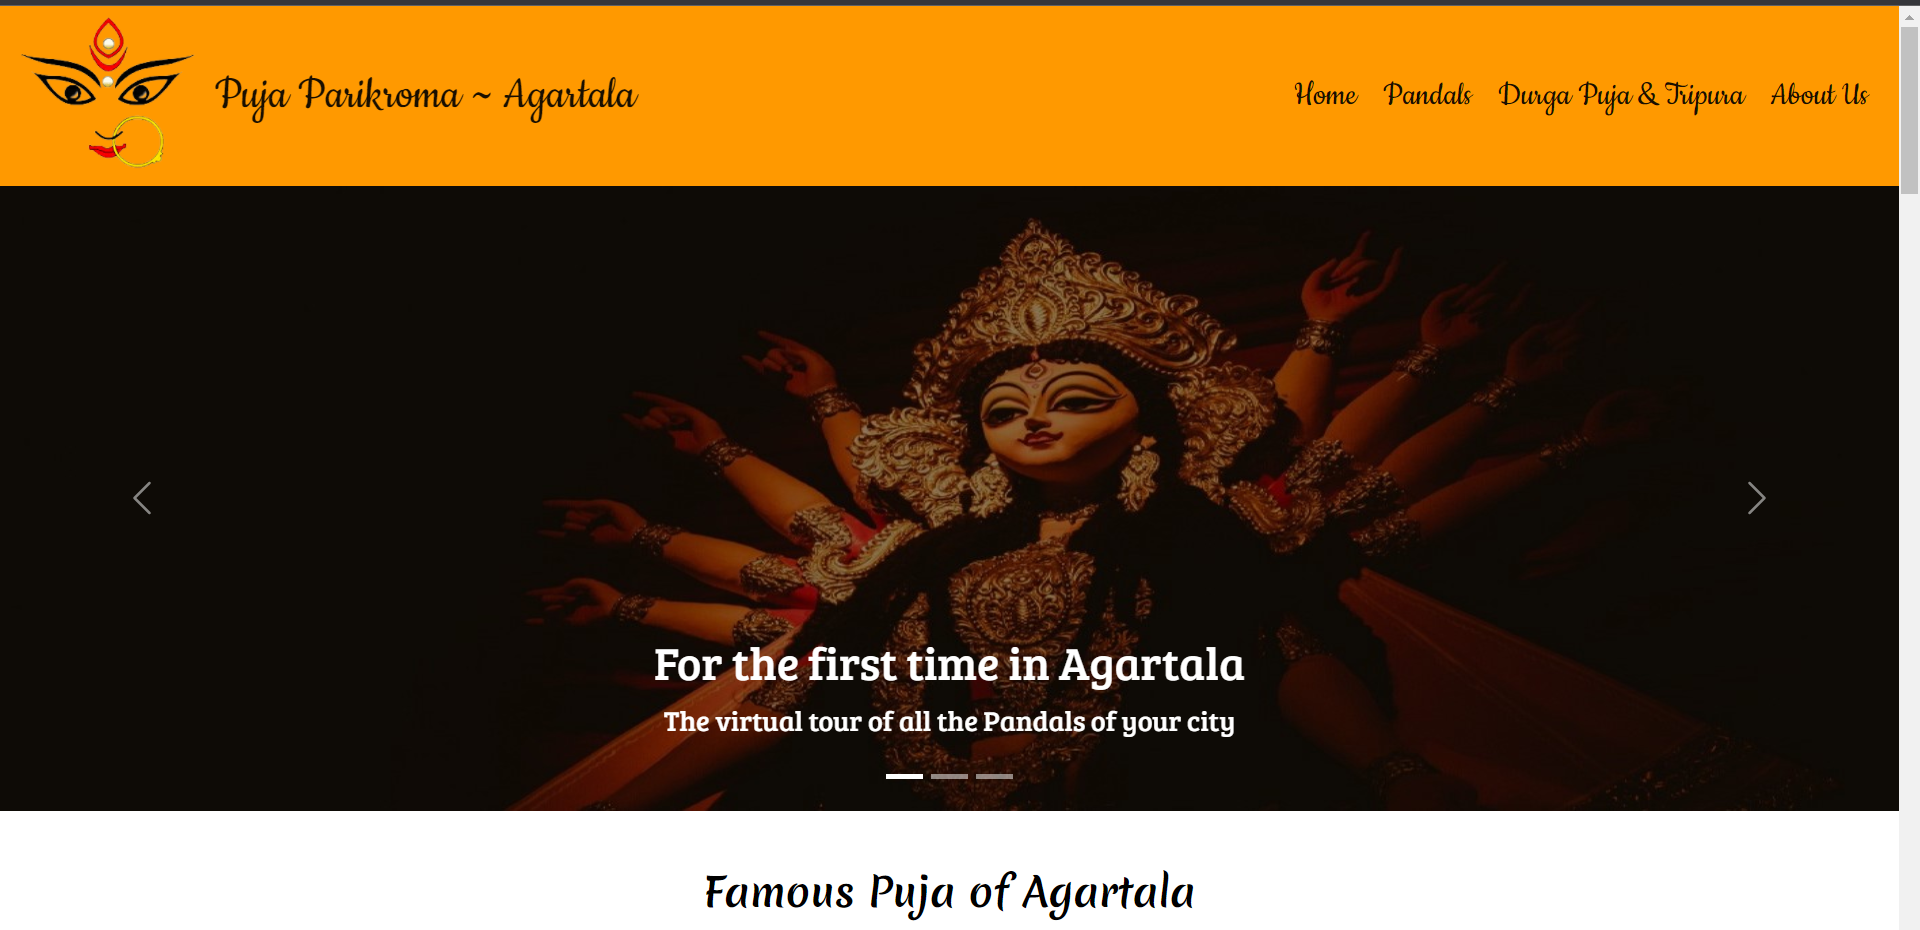 Puja Parikroma ~ Agartala
Home Pandals Durga Puja & Tripura About Us
For the first time in Agartala
The virtual tour of all the Pandals of your city
Famous Puja of Agartala